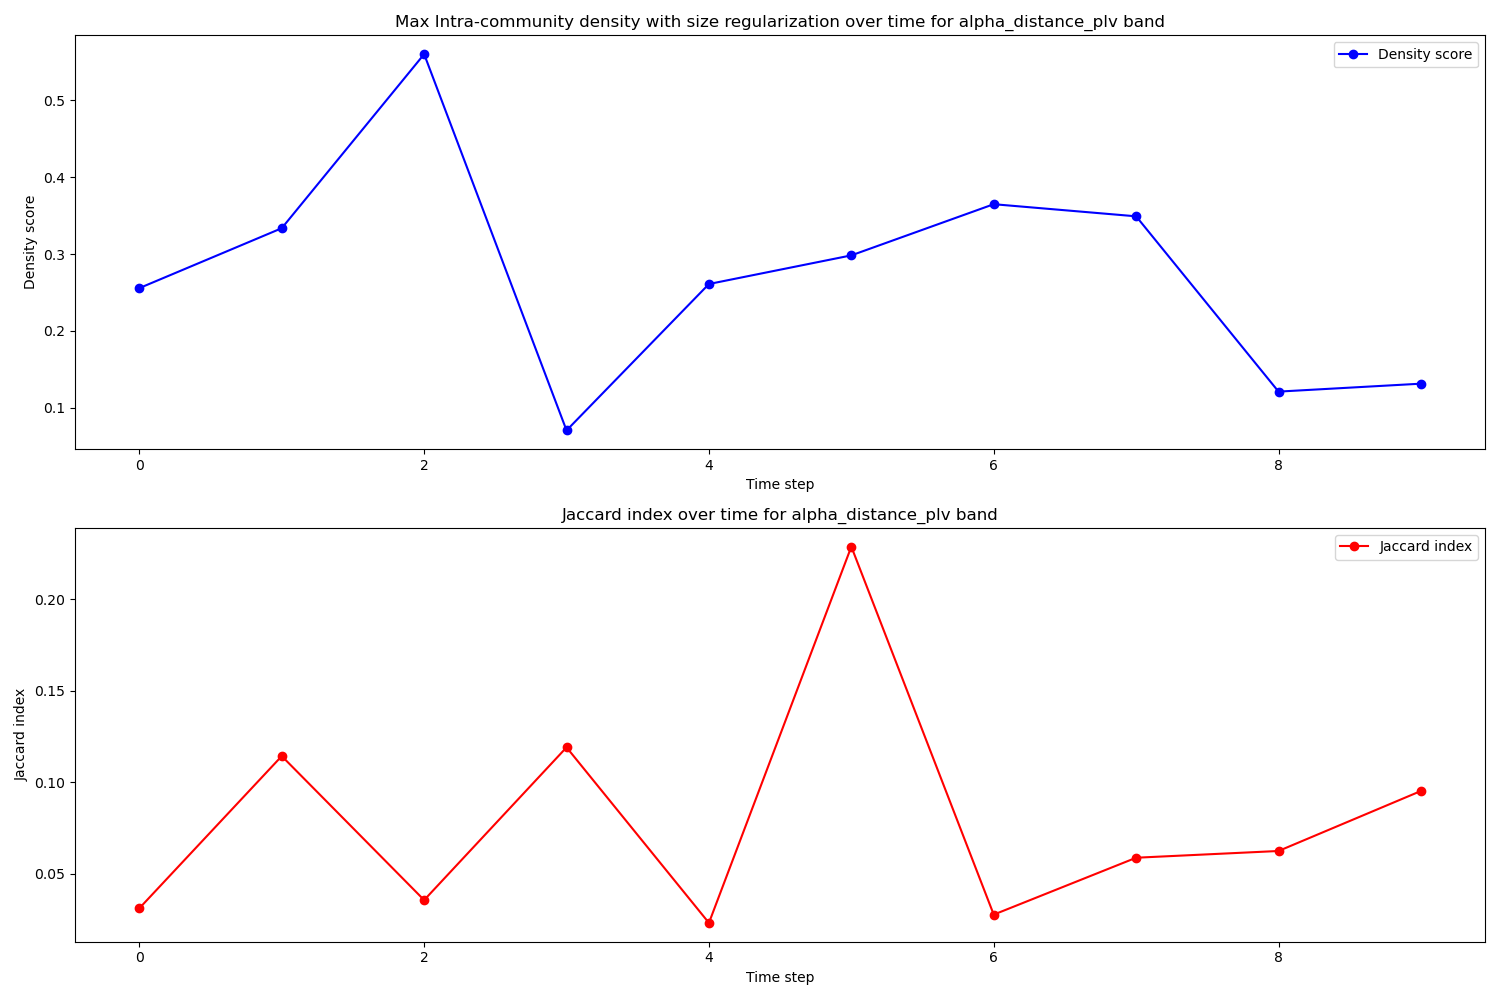 Max Intra-community density with size regularization over time for alpha_distance_plv band
Density score
Density score
0.5
0.4
0.3
0.2
0.1
0 2 4 6 8
Time step
Jaccard index over time for alpha_distance_plv band
Jaccard index
Jaccard index
0.20
0.15
0.10
0.05
0 2 4 6 8
Time step